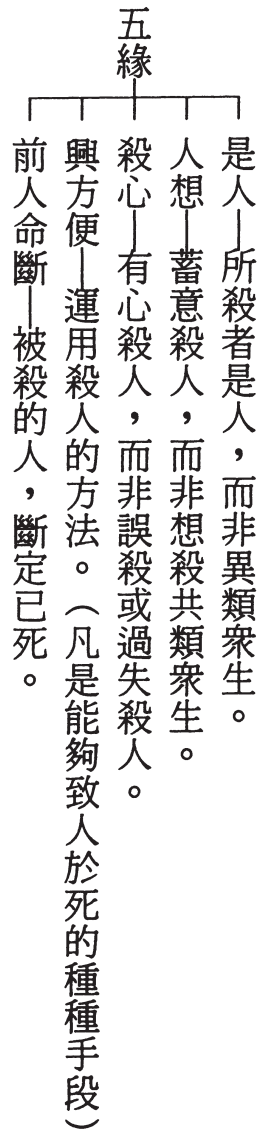 五緣
是人——所殺者是人，而非異類眾生。
人想——蓄意殺人，而非想殺共類眾生。
殺心——有心殺人，而非誤殺或過失殺人。
興方便——運用殺人的方法。（凡是能夠致人於死的種種手段）
前人命斷——被殺的人，斷定已死。